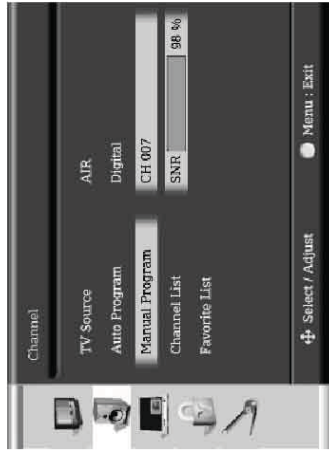 Channel
TV Source AIR
Auto Program Digital
Manual Program CH 007
Channel List SNR 98 %
Favorite List
Select / Adjust Menu : Exit